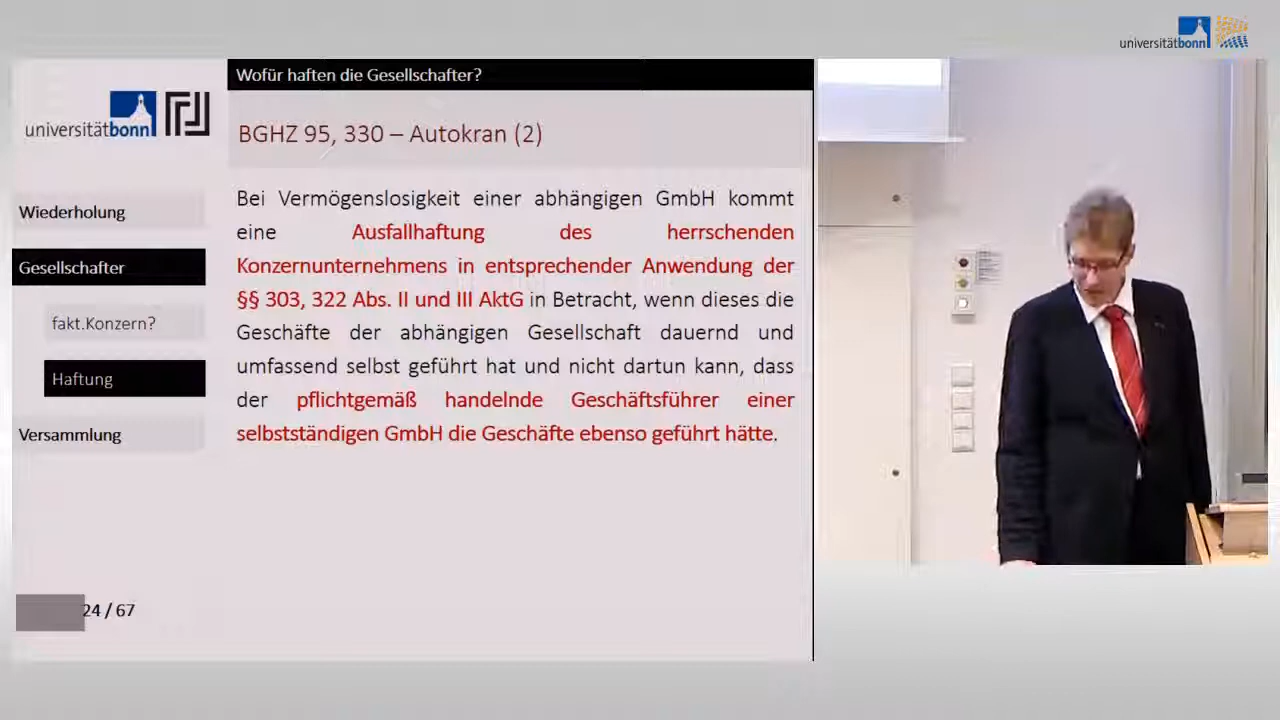 universitätbonn
Wofür haften die Gesellschafter?
universitätbonn
BGHZ 95, 330 – Autokran (2)
Wiederholung
Gesellschafter
fakt.Konzern?
Haftung
Versammlung
Bei Vermögenslosigkeit einer abhängigen GmbH kommt
eine Ausfallhaftung des herrschenden
Konzernunternehmens in entsprechender Anwendung der
§§ 303, 322 Abs. II und III AktG in Betracht, wenn dieses die
Geschäfte der abhängigen Gesellschaft dauernd und
umfassend selbst geführt hat und nicht dartun kann, dass
der pflichtgemäß handelnde Geschäftsführer einer
selbstständigen GmbH die Geschäfte ebenso geführt hätte.
24 / 67